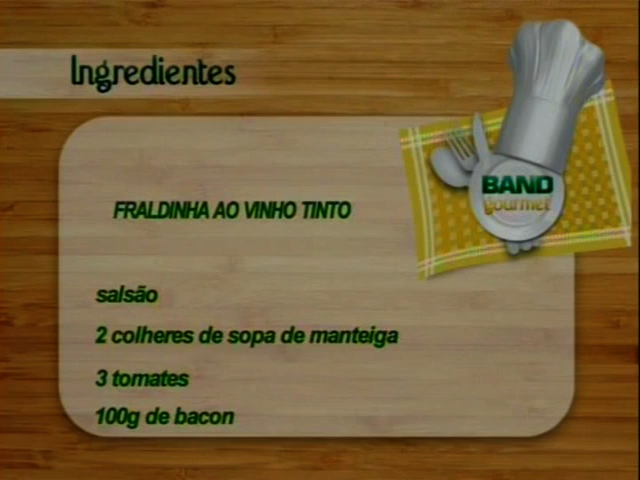 Ingredientes
BAND
gourmet
FRALDINHA AO VINHO TINTO
salsão
2 colheres de sopa de manteiga
3 tomates
100g de bacon